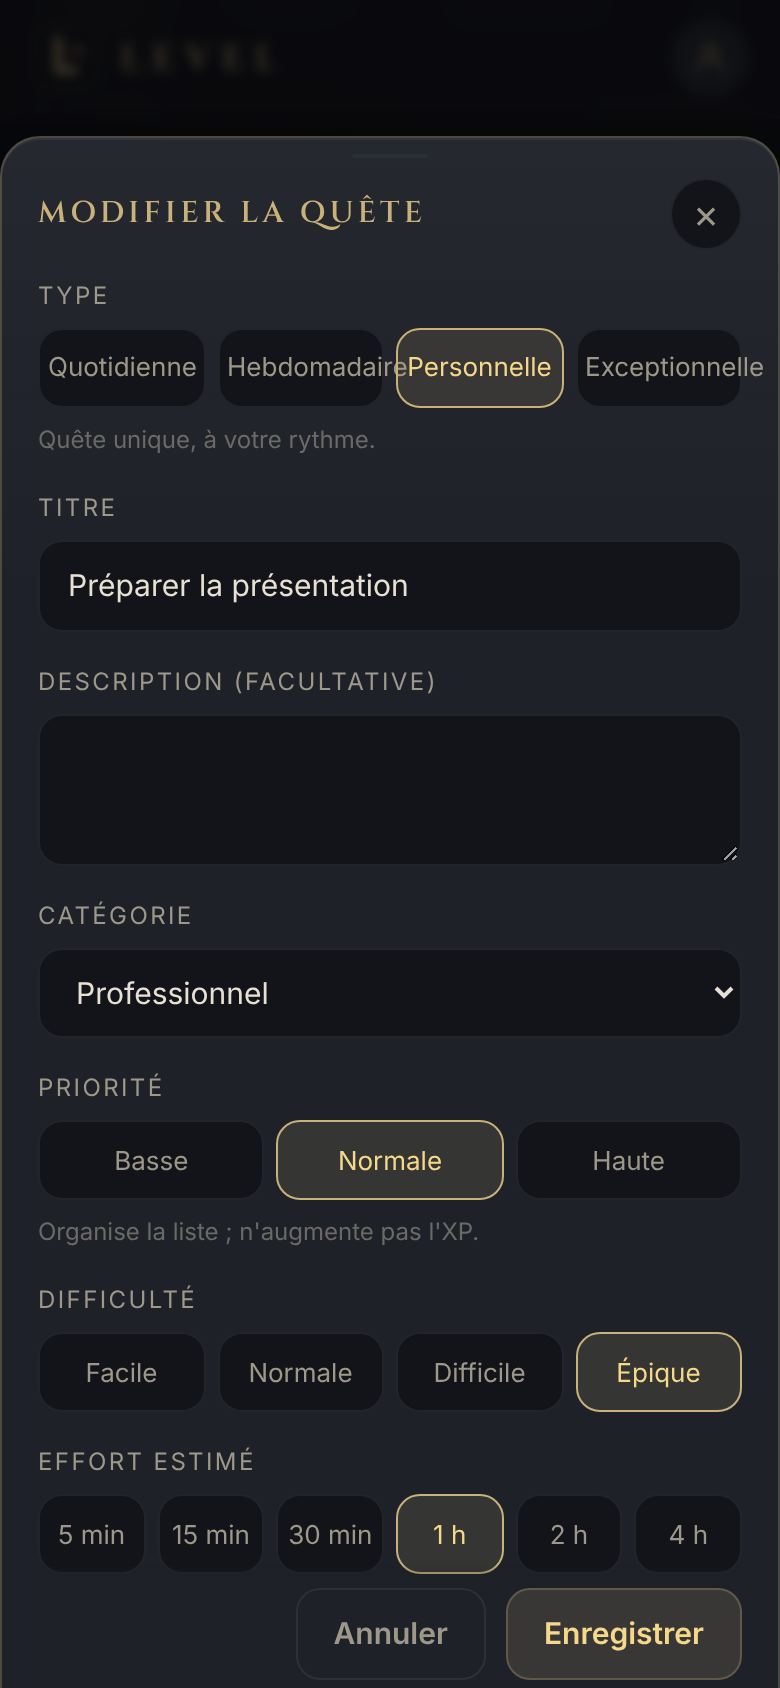 LEVEL
MODIFIER LA QUÊTE
TYPE
Quotidienne Hebdomadaire Personnelle Exceptionnelle
Quête unique, à votre rythme.
TITRE
Préparer la présentation
DESCRIPTION (FACULTATIVE)
CATÉGORIE
Professionnel
PRIORITÉ
Basse Normale Haute
Organise la liste ; n'augmente pas l'XP.
DIFFICULTÉ
Facile Normale Difficile Épique
EFFORT ESTIMÉ
5 min 15 min 30 min 1 h 2 h 4 h
Annuler Enregistrer